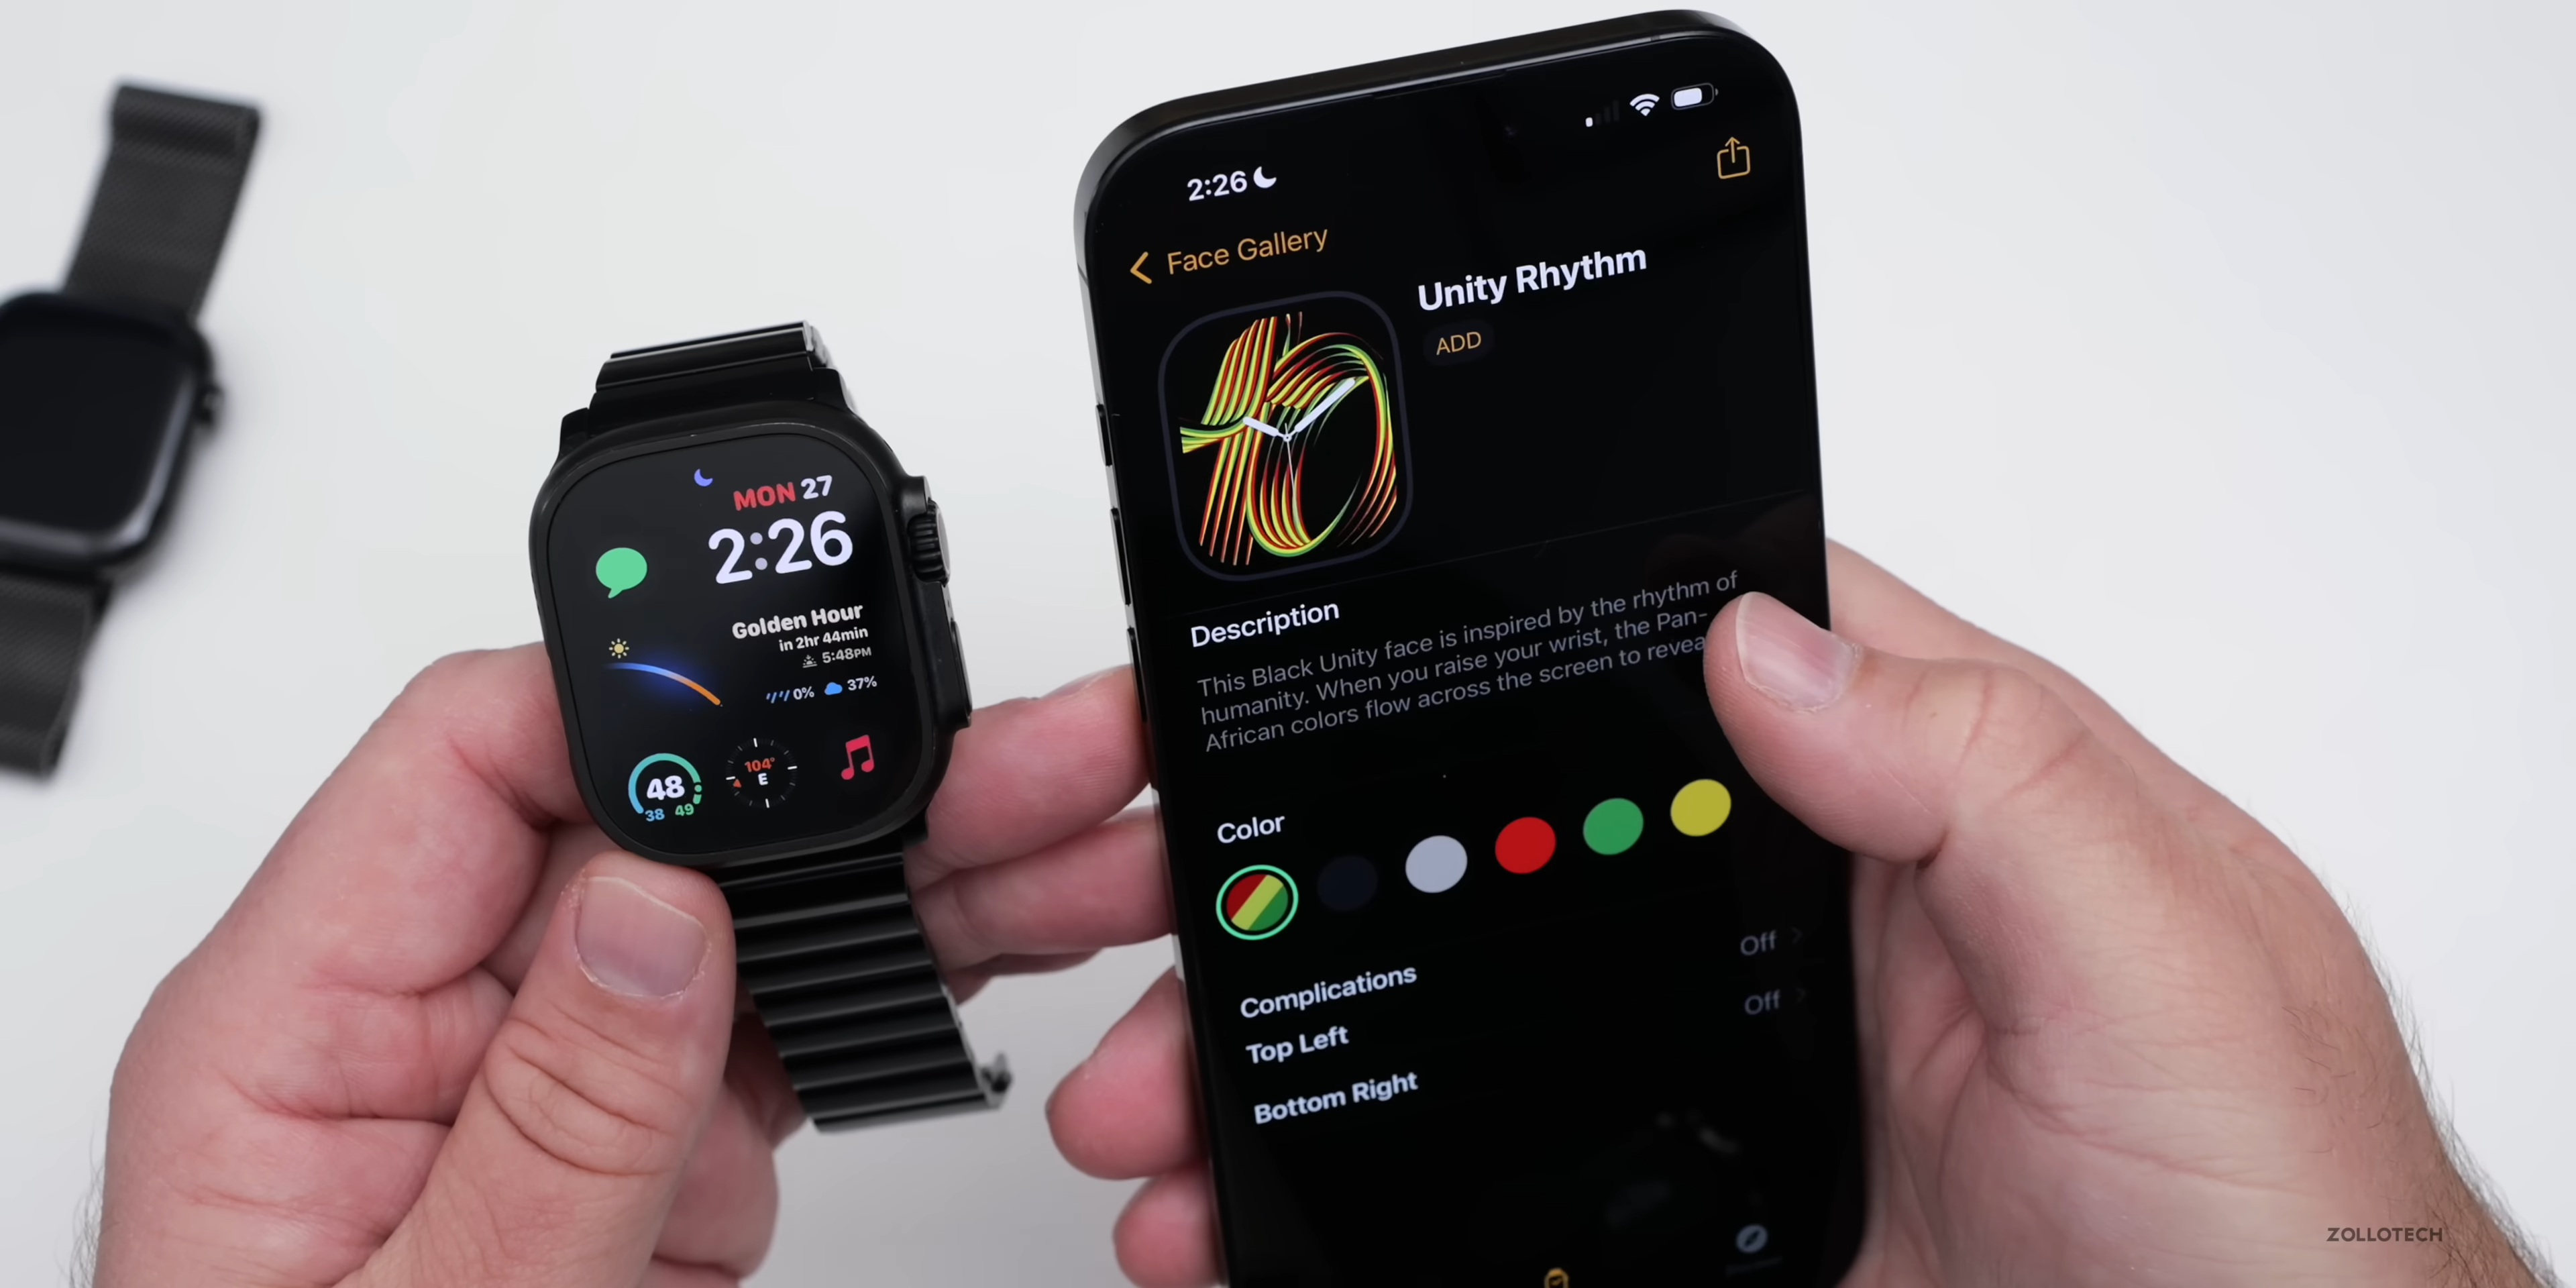 MON 27
2:26
Golden Hour
in 2hr 44min
5:48PM
0% 37%
48
38 49
104°
E
2:26
Face Gallery
Unity Rhythm
ADD
Description
This Black Unity face is inspired by the rhythm of
humanity. When you raise your wrist, the Pan-
African colors flow across the screen to revea
Color
Complications
Off
Top Left
Off
Bottom Right
ZOLLOTECH